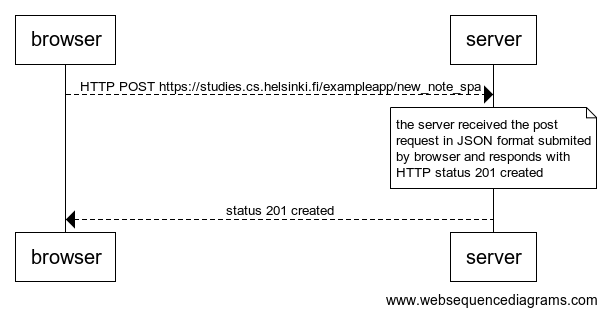 browser
server
HTTP POST https://studies.cs.helsinki.fi/exampleapp/new_note_spa
the server received the post
request in JSON format submited
by browser and responds with
HTTP status 201 created
status 201 created
browser
server
www.websequencediagrams.com